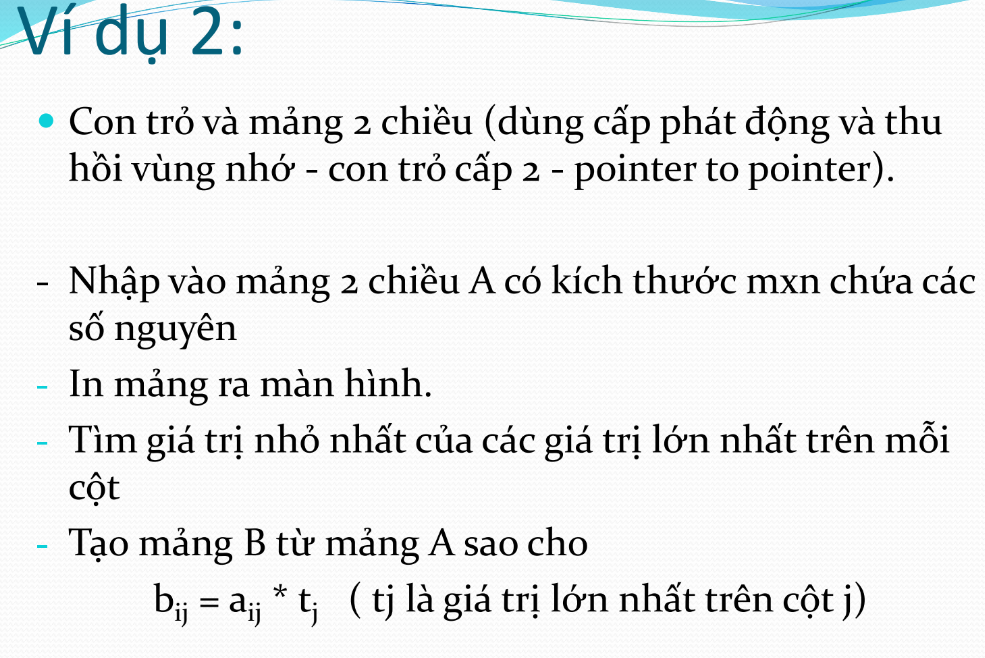 Ví dụ 2:
• Con trỏ và mảng 2 chiều (dùng cấp phát động và thu
hồi vùng nhớ - con trỏ cấp 2 - pointer to pointer).
- Nhập vào mảng 2 chiều A có kích thước mxn chứa các
số nguyên
- In mảng ra màn hình.
- Tìm giá trị nhỏ nhất của các giá trị lớn nhất trên mỗi
cột
- Tạo mảng B từ mảng A sao cho
b_ij = a_ij * t_j ( tj là giá trị lớn nhất trên cột j)